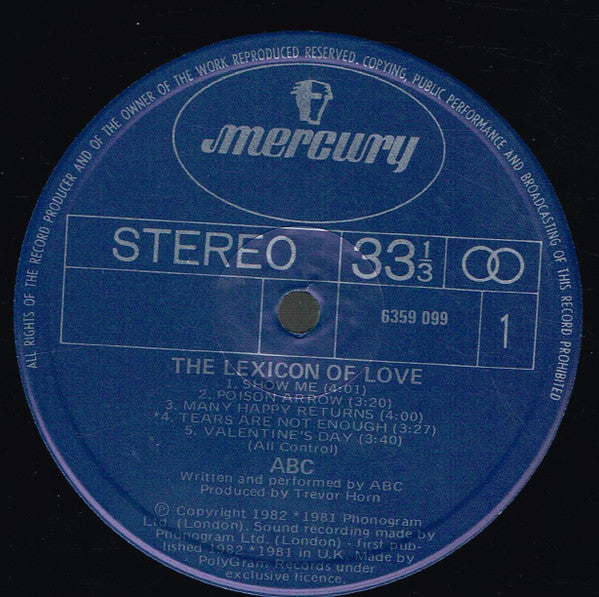 ALL RIGHTS OF THE RECORD PRODUCER AND OF THE OWNER OF THE WORK REPRODUCED RESERVED. COPYING, PUBLIC PERFORMANCE AND BROADCASTING OF THIS RECORD PROHIBITED
mercury
STEREO 33 1/3
6359 099 1
THE LEXICON OF LOVE
1. SHOW ME (4:01)
2. POISON ARROW (3:20)
3. MANY HAPPY RETURNS (4:00)
*4. TEARS ARE NOT ENOUGH (3:27)
5. VALENTINE'S DAY (3:40)
(All Control)
ABC
Written and performed by ABC
Produced by Trevor Horn
℗ Copyright 1982 *1981 Phonogram
Ltd. (London). Sound recording made by
Phonogram Ltd. (London) - first pub-
lished 1982 *1981 in U.K. Made by
PolyGram Records under
exclusive licence.